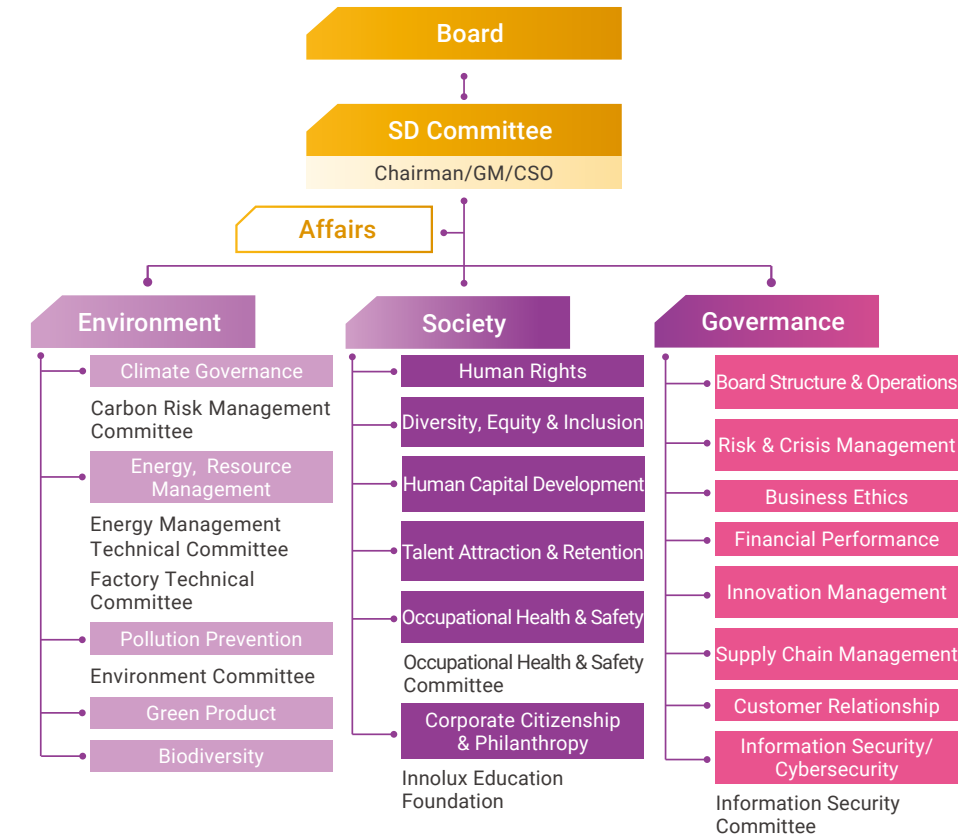 Board
SD Committee
Chairman/GM/CSO
Affairs
Environment
Climate Governance
Carbon Risk Management
Committee
Energy, Resource
Management
Energy Management
Technical Committee
Factory Technical
Committee
Pollution Prevention
Environment Committee
Green Product
Biodiversity
Society
Human Rights
Diversity, Equity & Inclusion
Human Capital Development
Talent Attraction & Retention
Occupational Health & Safety
Occupational Health & Safety
Committee
Corporate Citizenship
& Philanthropy
Innolux Education
Foundation
Govermance
Board Structure & Operations
Risk & Crisis Management
Business Ethics
Financial Performance
Innovation Management
Supply Chain Management
Customer Relationship
Information Security/
Cybersecurity
Information Security
Committee